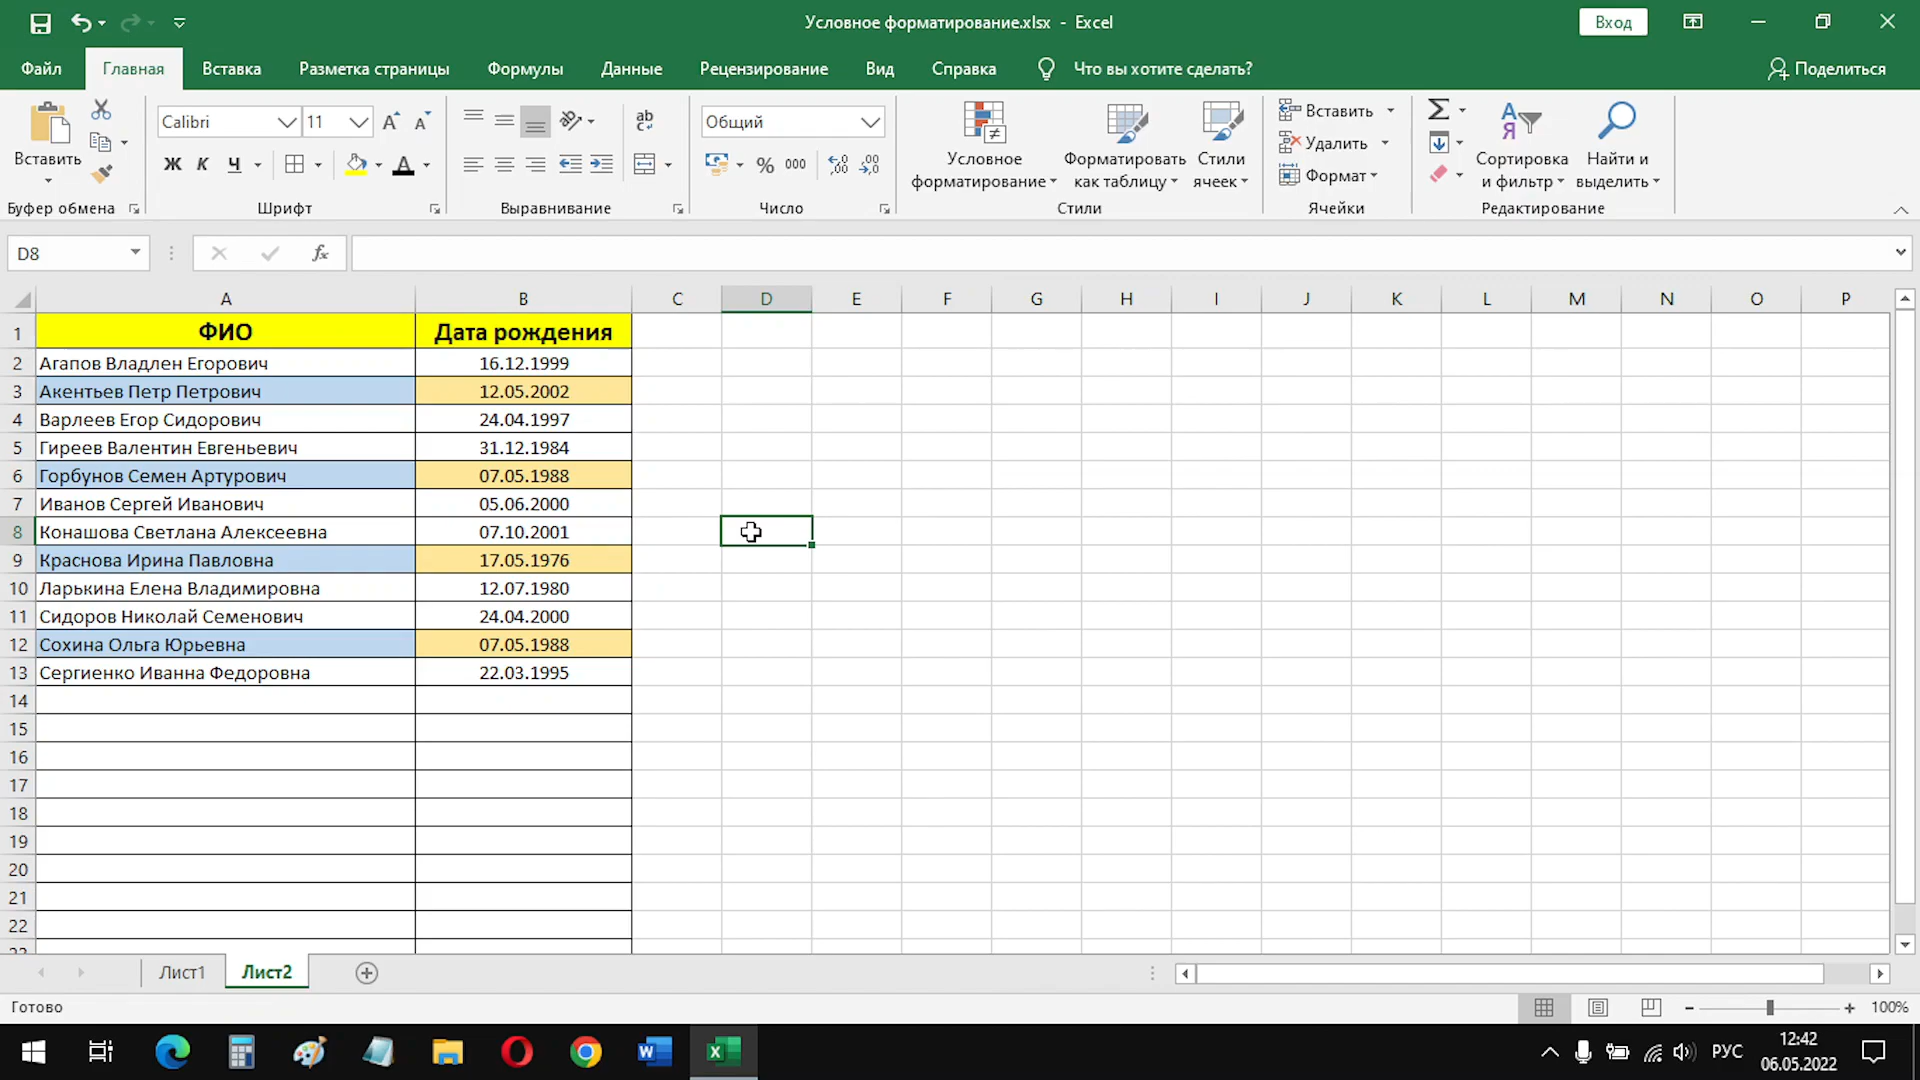 Условное форматирование.xlsx - Excel
Вход
Файл
Главная
Вставка
Разметка страницы
Формулы
Данные
Рецензирование
Вид
Справка
Что вы хотите сделать?
Поделиться
Вставить
Буфер обмена
Calibri
11
Ж К Ч
Шрифт
Выравнивание
Общий
% 000
Число
Условное форматирование
Форматировать как таблицу
Стили ячеек
Стили
Вставить
Удалить
Формат
Ячейки
Сортировка и фильтр
Найти и выделить
Редактирование
D8
fx
A B C D E F G H I J K L M N O P
1 ФИО Дата рождения
2 Агапов Владлен Егорович 16.12.1999
3 Акентьев Петр Петрович 12.05.2002
4 Варлеев Егор Сидорович 24.04.1997
5 Гиреев Валентин Евгеньевич 31.12.1984
6 Горбунов Семен Артурович 07.05.1988
7 Иванов Сергей Иванович 05.06.2000
8 Конашова Светлана Алексеевна 07.10.2001
9 Краснова Ирина Павловна 17.05.1976
10 Ларькина Елена Владимировна 12.07.1980
11 Сидоров Николай Семенович 24.04.2000
12 Сохина Ольга Юрьевна 07.05.1988
13 Сергиенко Иванна Федоровна 22.03.1995
14
15
16
17
18
19
20
21
22
23
Лист1
Лист2
Готово
100%
РУС
12:42
06.05.2022